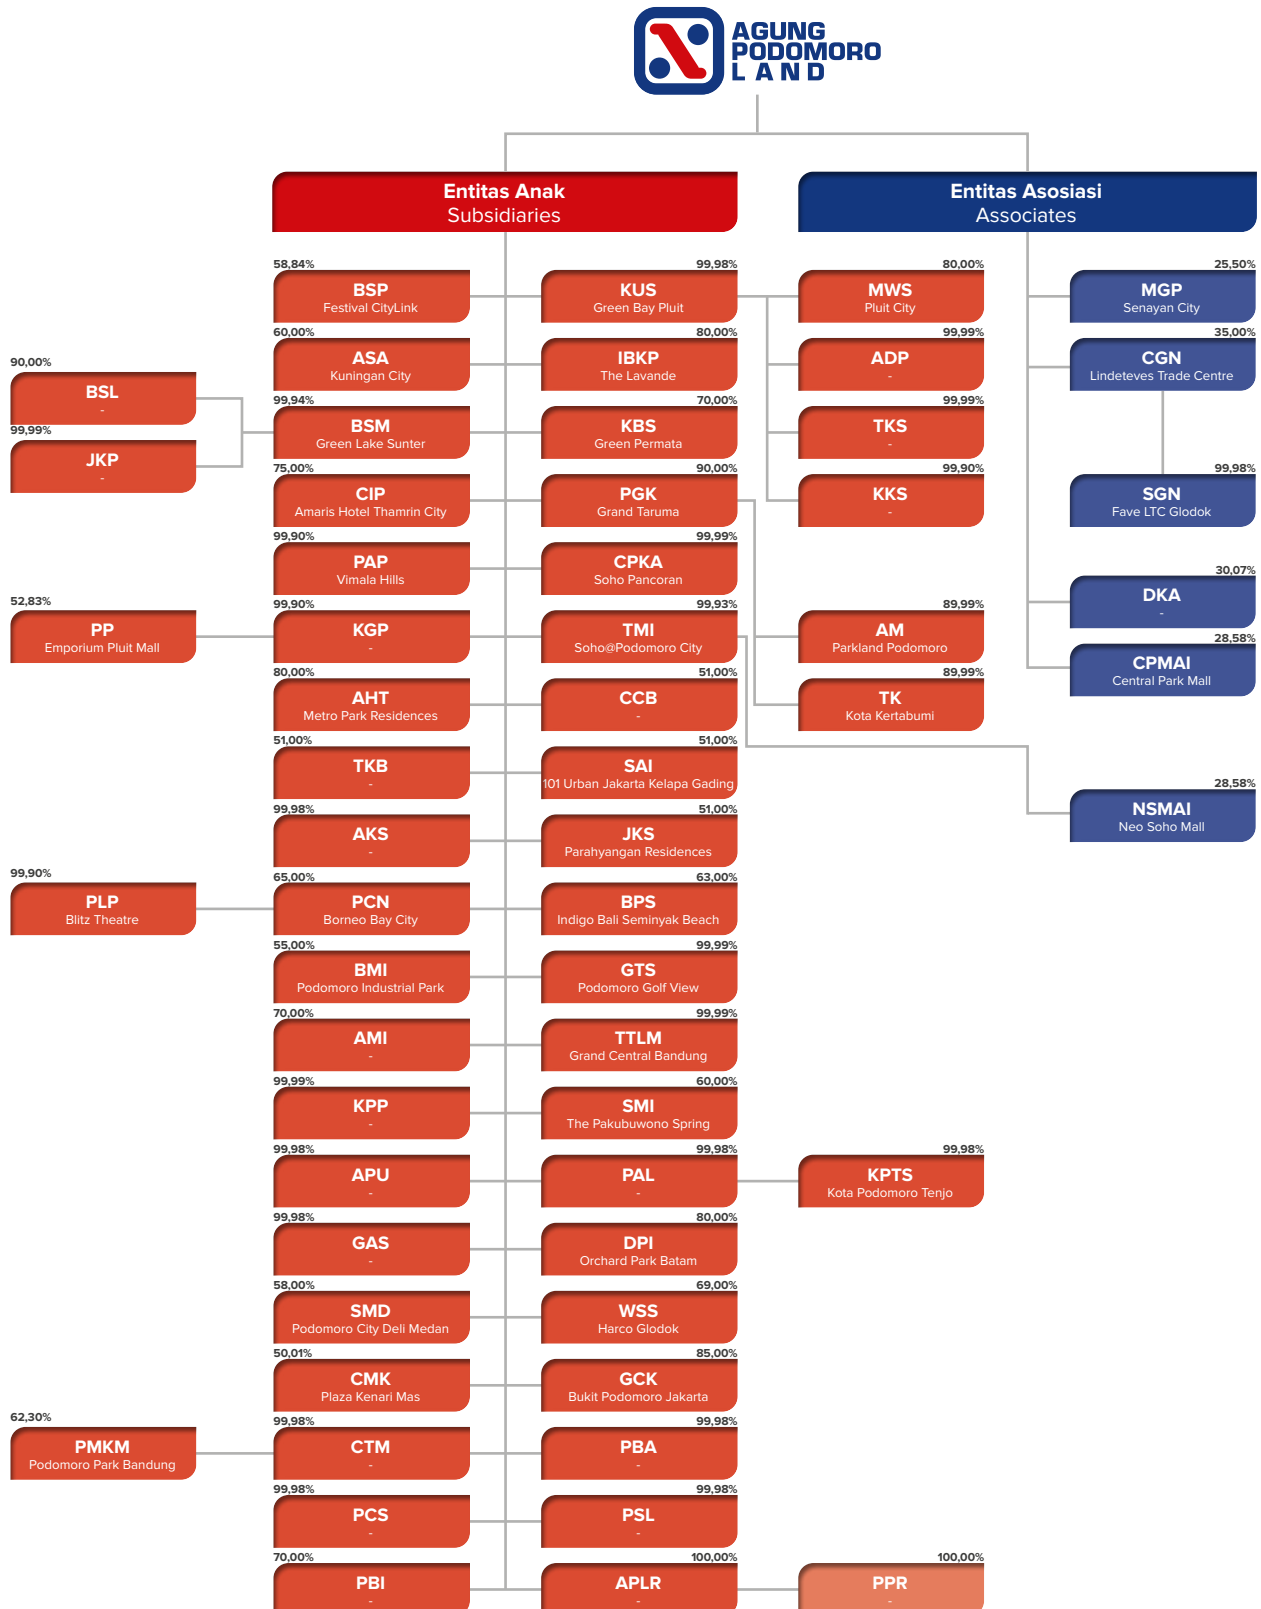 AGUNG
PODOMORO
LAND
Entitas Anak
Subsidiaries
Entitas Asosiasi
Associates
90,00%
BSL
-
99,99%
JKP
-
52,83%
PP
Emporium Pluit Mall
99,90%
PLP
Blitz Theatre
62,30%
PMKM
Podomoro Park Bandung
58,84%
BSP
Festival CityLink
60,00%
ASA
Kuningan City
99,94%
BSM
Green Lake Sunter
75,00%
CIP
Amaris Hotel Thamrin City
99,90%
PAP
Vimala Hills
99,90%
KGP
-
80,00%
AHT
Metro Park Residences
51,00%
TKB
-
99,98%
AKS
-
65,00%
PCN
Borneo Bay City
55,00%
BMI
Podomoro Industrial Park
70,00%
AMI
-
99,99%
KPP
-
99,98%
APU
-
99,98%
GAS
-
58,00%
SMD
Podomoro City Deli Medan
50,01%
CMK
Plaza Kenari Mas
99,98%
CTM
-
99,98%
PCS
-
70,00%
PBI
-
99,98%
KUS
Green Bay Pluit
80,00%
IBKP
The Lavande
70,00%
KBS
Green Permata
90,00%
PGK
Grand Taruma
99,99%
CPKA
Soho Pancoran
99,93%
TMI
Soho@Podomoro City
51,00%
CCB
-
51,00%
SAI
101 Urban Jakarta Kelapa Gading
51,00%
JKS
Parahyangan Residences
63,00%
BPS
Indigo Bali Seminyak Beach
99,99%
GTS
Podomoro Golf View
99,99%
TTLM
Grand Central Bandung
60,00%
SMI
The Pakubuwono Spring
99,98%
PAL
-
80,00%
DPI
Orchard Park Batam
69,00%
WSS
Harco Glodok
85,00%
GCK
Bukit Podomoro Jakarta
99,98%
PBA
-
99,98%
PSL
-
100,00%
APLR
-
80,00%
MWS
Pluit City
99,99%
ADP
-
99,99%
TKS
-
99,90%
KKS
-
89,99%
AM
Parkland Podomoro
89,99%
TK
Kota Kertabumi
99,98%
KPTS
Kota Podomoro Tenjo
100,00%
PPR
-
25,50%
MGP
Senayan City
35,00%
CGN
Lindeteves Trade Centre
99,98%
SGN
Fave LTC Glodok
30,07%
DKA
-
28,58%
CPMAI
Central Park Mall
28,58%
NSMAI
Neo Soho Mall